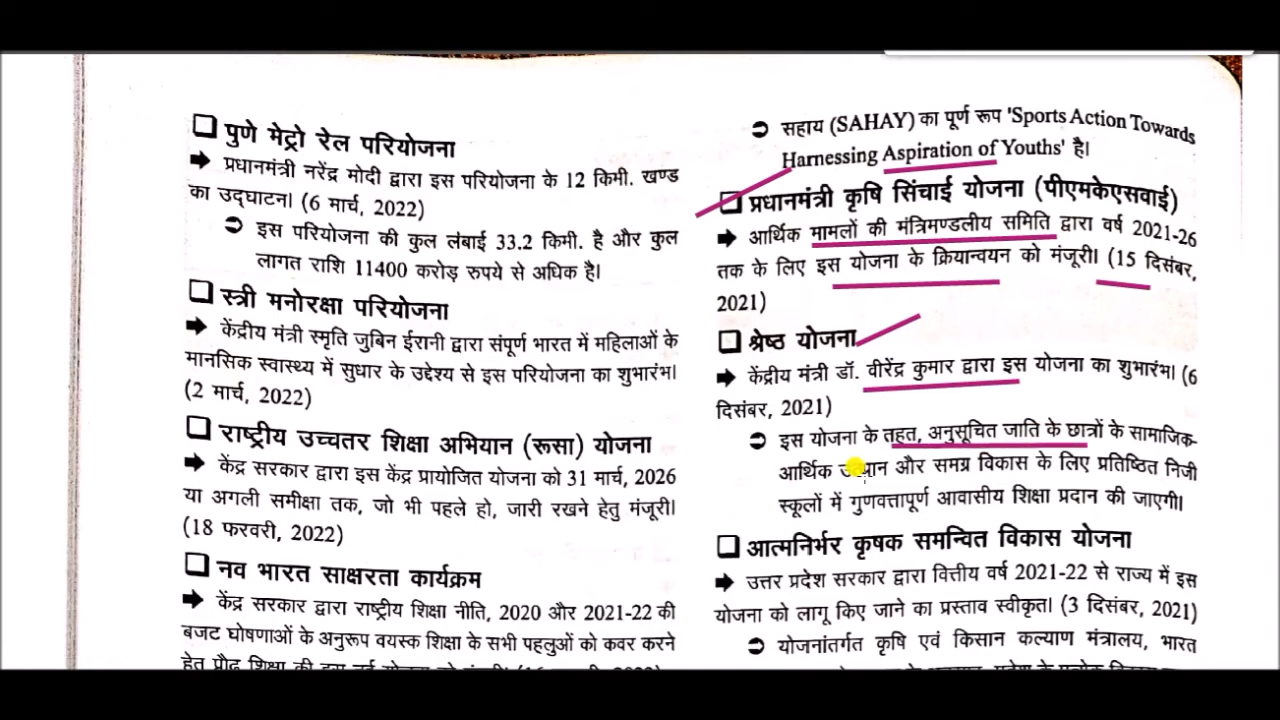 ❑ पुणे मेट्रो रेल परियोजना
➡ प्रधानमंत्री नरेंद्र मोदी द्वारा इस परियोजना के 12 किमी. खण्ड
का उद्घाटन। (6 मार्च, 2022)
➲ इस परियोजना की कुल लंबाई 33.2 किमी. है और कुल
लागत राशि 11400 करोड़ रुपये से अधिक है।
❑ स्त्री मनोरक्षा परियोजना
➡ केंद्रीय मंत्री स्मृति जुबिन ईरानी द्वारा संपूर्ण भारत में महिलाओं के
मानसिक स्वास्थ्य में सुधार के उद्देश्य से इस परियोजना का शुभारंभ।
(2 मार्च, 2022)
❑ राष्ट्रीय उच्चतर शिक्षा अभियान (रूसा) योजना
➡ केंद्र सरकार द्वारा इस केंद्र प्रायोजित योजना को 31 मार्च, 2026
या अगली समीक्षा तक, जो भी पहले हो, जारी रखने हेतु मंजूरी।
(18 फरवरी, 2022)
❑ नव भारत साक्षरता कार्यक्रम
➡ केंद्र सरकार द्वारा राष्ट्रीय शिक्षा नीति, 2020 और 2021-22 की
बजट घोषणाओं के अनुरूप वयस्क शिक्षा के सभी पहलुओं को कवर करने
हेतु प्रौढ़ शिक्षा की इस नई योजना को मंजूरी।
➲ सहाय (SAHAY) का पूर्ण रूप 'Sports Action Towards
Harnessing Aspiration of Youths' है।
❑ प्रधानमंत्री कृषि सिंचाई योजना (पीएमकेएसवाई)
➡ आर्थिक मामलों की मंत्रिमण्डलीय समिति द्वारा वर्ष 2021-26
तक के लिए इस योजना के क्रियान्वयन को मंजूरी। (15 दिसंबर,
2021)
❑ श्रेष्ठ योजना
➡ केंद्रीय मंत्री डॉ. वीरेंद्र कुमार द्वारा इस योजना का शुभारंभ। (6
दिसंबर, 2021)
➲ इस योजना के तहत, अनुसूचित जाति के छात्रों के सामाजिक-
आर्थिक उत्थान और समग्र विकास के लिए प्रतिष्ठित निजी
स्कूलों में गुणवत्तापूर्ण आवासीय शिक्षा प्रदान की जाएगी।
❑ आत्मनिर्भर कृषक समन्वित विकास योजना
➡ उत्तर प्रदेश सरकार द्वारा वित्तीय वर्ष 2021-22 से राज्य में इस
योजना को लागू किए जाने का प्रस्ताव स्वीकृत। (3 दिसंबर, 2021)
➲ योजनांतर्गत कृषि एवं किसान कल्याण मंत्रालय, भारत